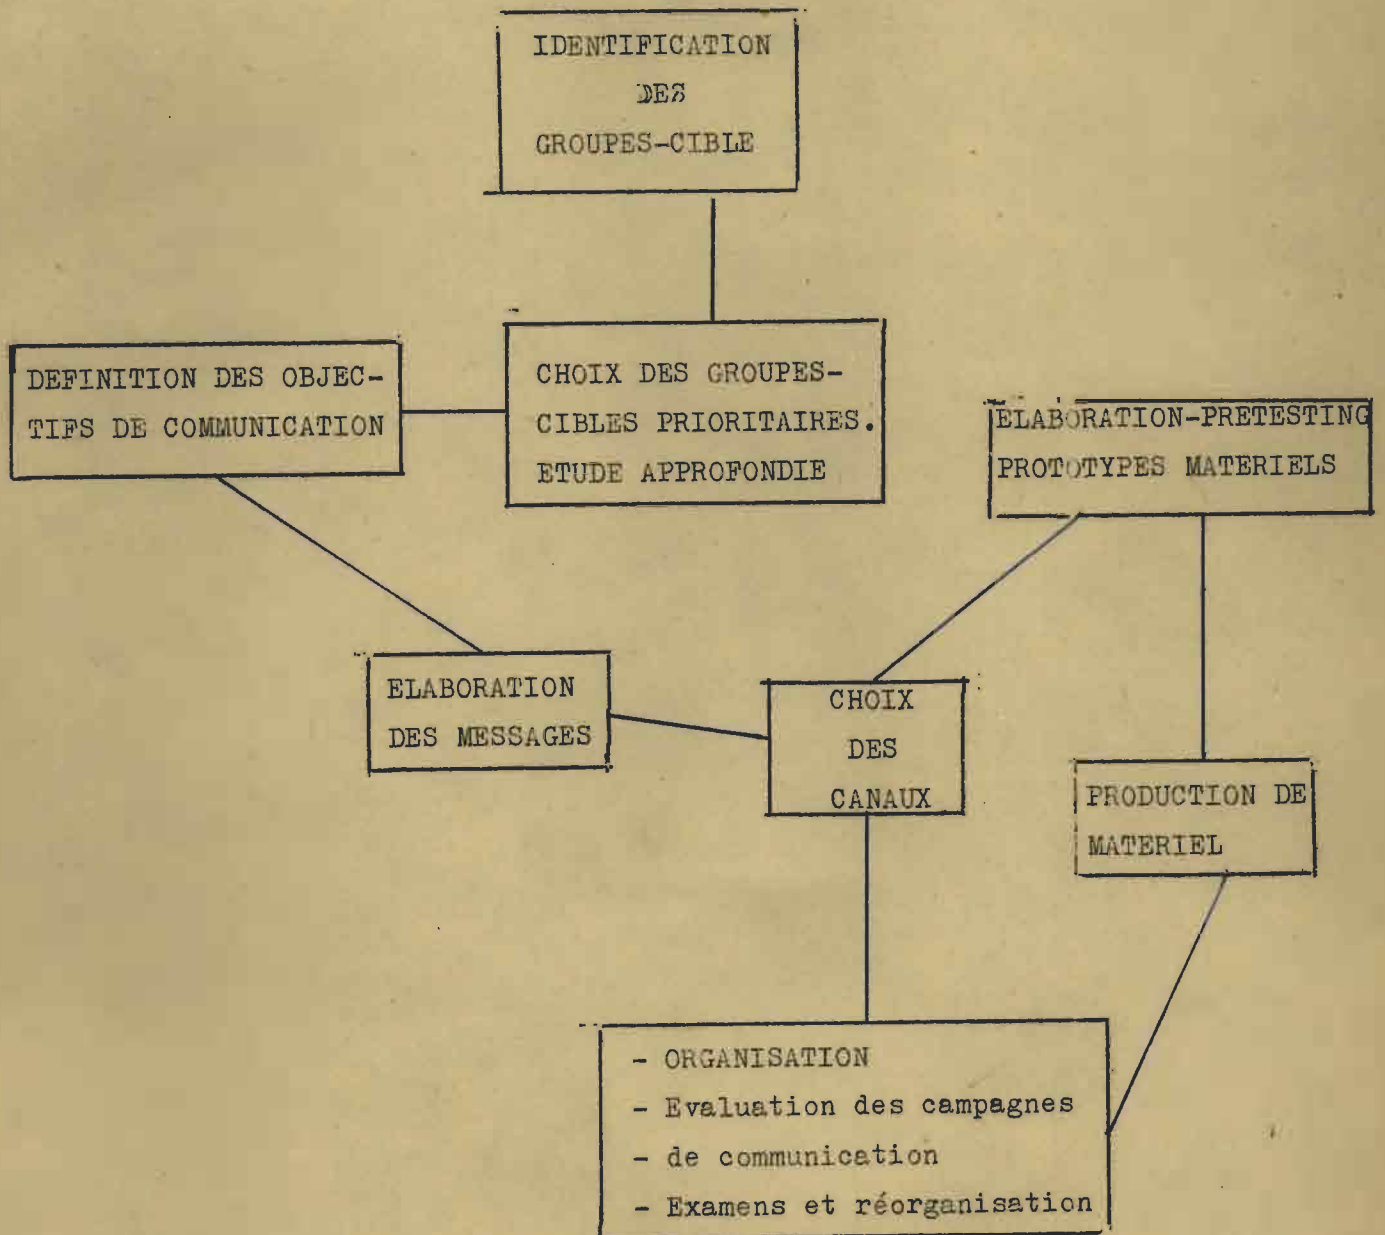 IDENTIFICATION
DES
GROUPES-CIBLE
DEFINITION DES OBJEC-
TIFS DE COMMUNICATION
CHOIX DES GROUPES-
CIBLES PRIORITAIRES.
ETUDE APPROFONDIE
ELABORATION-PRETESTING
PROTOTYPES MATERIELS
ELABORATION
DES MESSAGES
CHOIX
DES
CANAUX
PRODUCTION DE
MATERIEL
- ORGANISATION
- Evaluation des campagnes
- de communication
- Examens et réorganisation